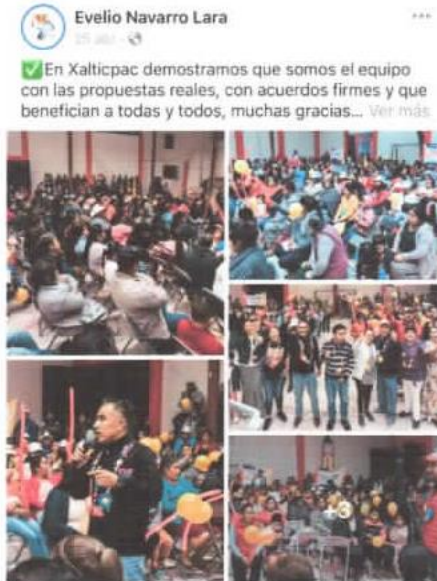 Evelio Navarro Lara
✅En Xalticpac demostramos que somos el equipo
con las propuestas reales, con acuerdos firmes y que
benefician a todas y todos, muchas gracias... Ver más
+3